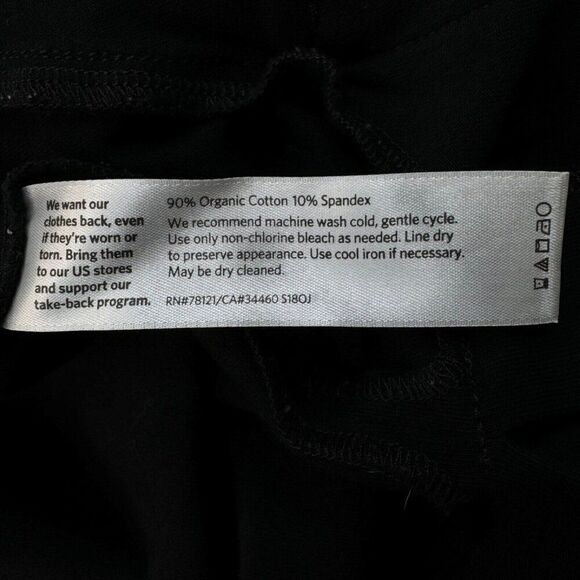 We want our
clothes back, even
if they're worn or
torn. Bring them
to our US stores
and support our
take-back program.
90% Organic Cotton 10% Spandex
We recommend machine wash cold, gentle cycle.
Use only non-chlorine bleach as needed. Line dry
to preserve appearance. Use cool iron if necessary.
May be dry cleaned.
RN#78121/CA#34460 S18OJ